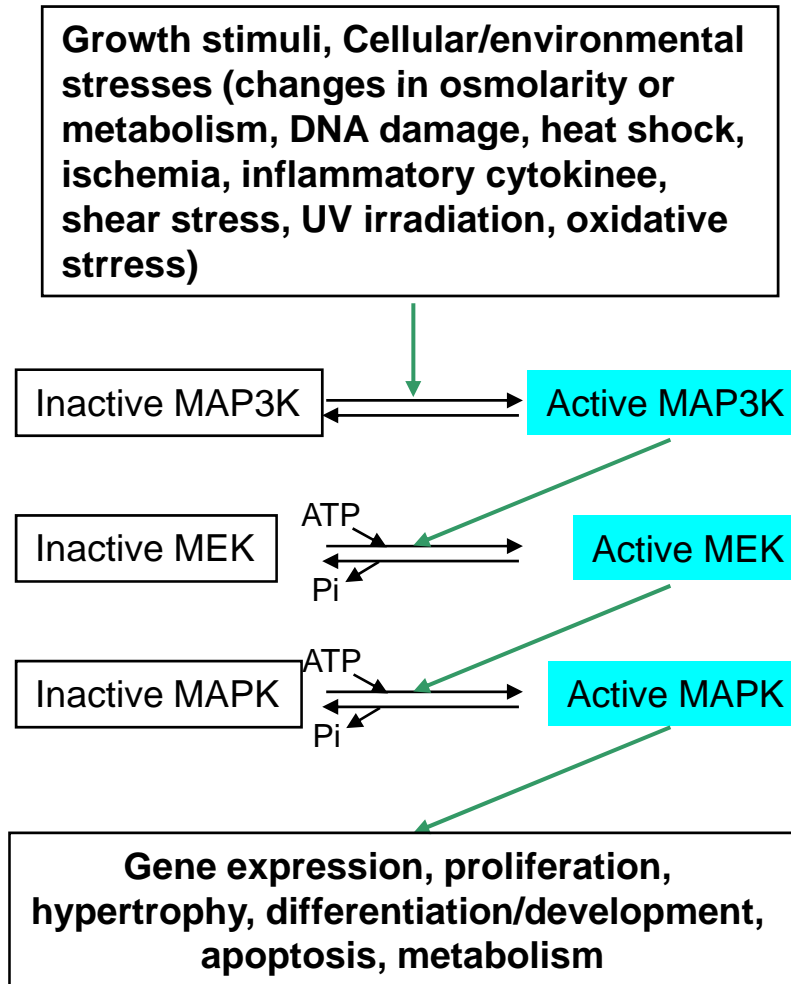 Growth stimuli, Cellular/environmental
stresses (changes in osmolarity or
metabolism, DNA damage, heat shock,
ischemia, inflammatory cytokinee,
shear stress, UV irradiation, oxidative
strress)
Inactive MAP3K
Active MAP3K
ATP
Inactive MEK
Active MEK
Pi
ATP
Inactive MAPK
Active MAPK
Pi
Gene expression, proliferation,
hypertrophy, differentiation/development,
apoptosis, metabolism